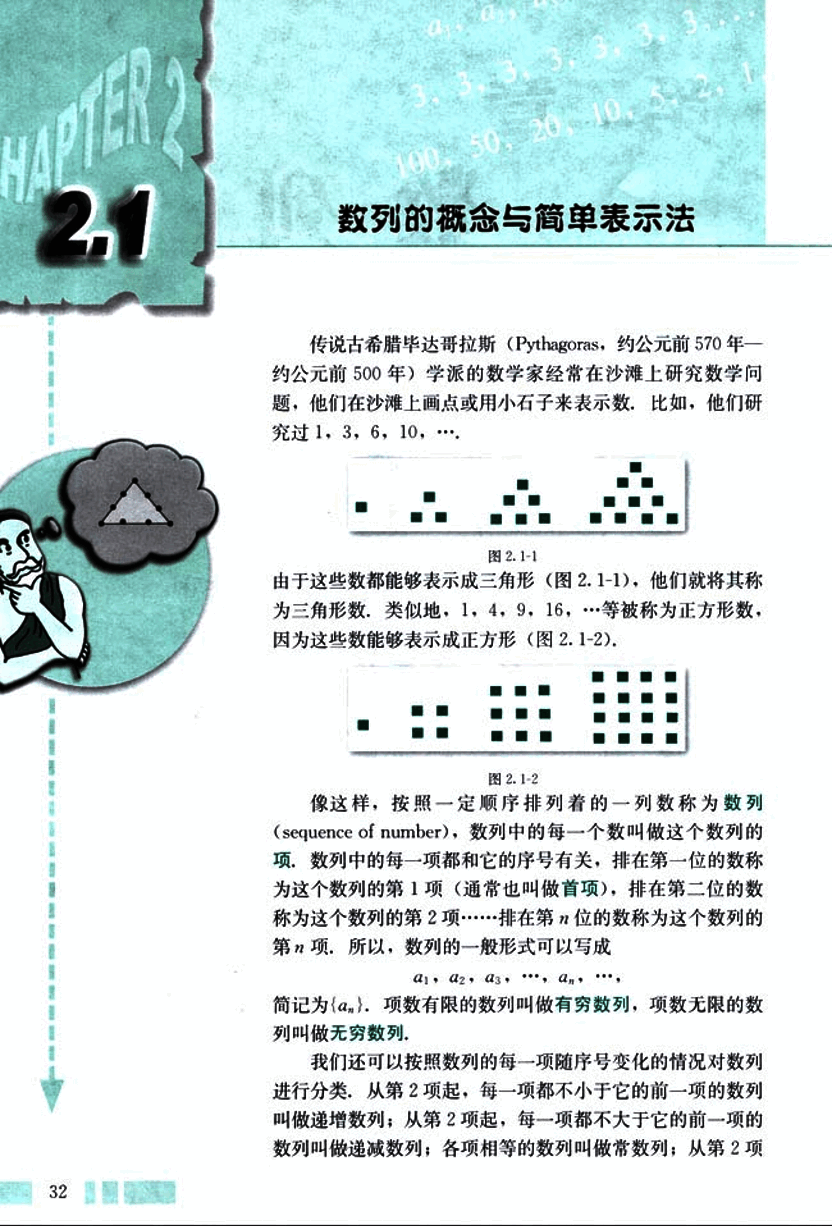 a₁, a₂, a
3, 3, 3, 3, 3, 3, 3, …
100, 50, 20, 10, 5, 2, 1,
HAPTER 2
2.1
数列的概念与简单表示法
传说古希腊毕达哥拉斯（Pythagoras，约公元前 570 年—
约公元前 500 年）学派的数学家经常在沙滩上研究数学问
题，他们在沙滩上画点或用小石子来表示数．比如，他们研
究过 1，3，6，10，…．
图 2.1-1
由于这些数都能够表示成三角形（图 2.1-1），他们就将其称
为三角形数．类似地，1，4，9，16，…等被称为正方形数，
因为这些数能够表示成正方形（图 2.1-2）．
图 2.1-2
像这样，按照一定顺序排列着的一列数称为数列
（sequence of number），数列中的每一个数叫做这个数列的
项．数列中的每一项都和它的序号有关，排在第一位的数称
为这个数列的第 1 项（通常也叫做首项），排在第二位的数
称为这个数列的第 2 项……排在第 n 位的数称为这个数列的
第 n 项．所以，数列的一般形式可以写成
a₁，a₂，a₃，…，aₙ，…，
简记为{aₙ}．项数有限的数列叫做有穷数列，项数无限的数
列叫做无穷数列．
我们还可以按照数列的每一项随序号变化的情况对数列
进行分类．从第 2 项起，每一项都不小于它的前一项的数列
叫做递增数列；从第 2 项起，每一项都不大于它的前一项的
数列叫做递减数列；各项相等的数列叫做常数列；从第 2 项
32